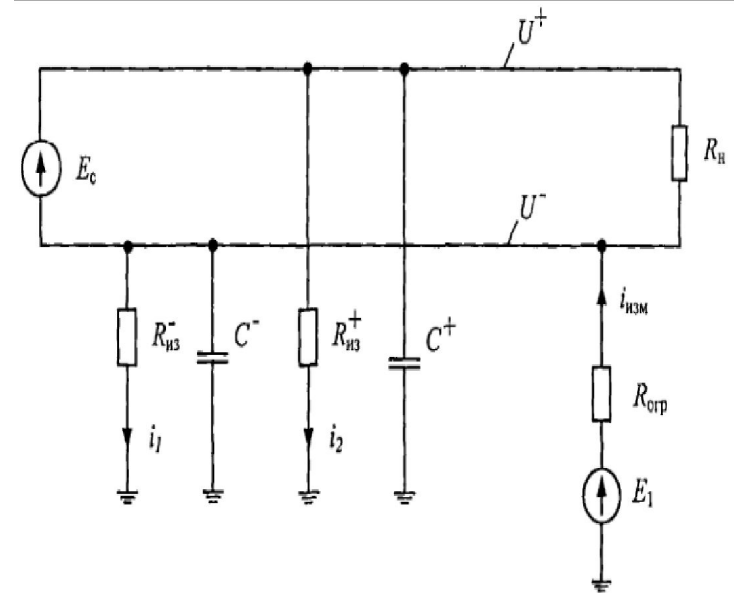 U⁺
Eс
Rн
U⁻
R⁻из
C⁻
R⁺из
C⁺
iизм
i₁
i₂
Rогр
E₁